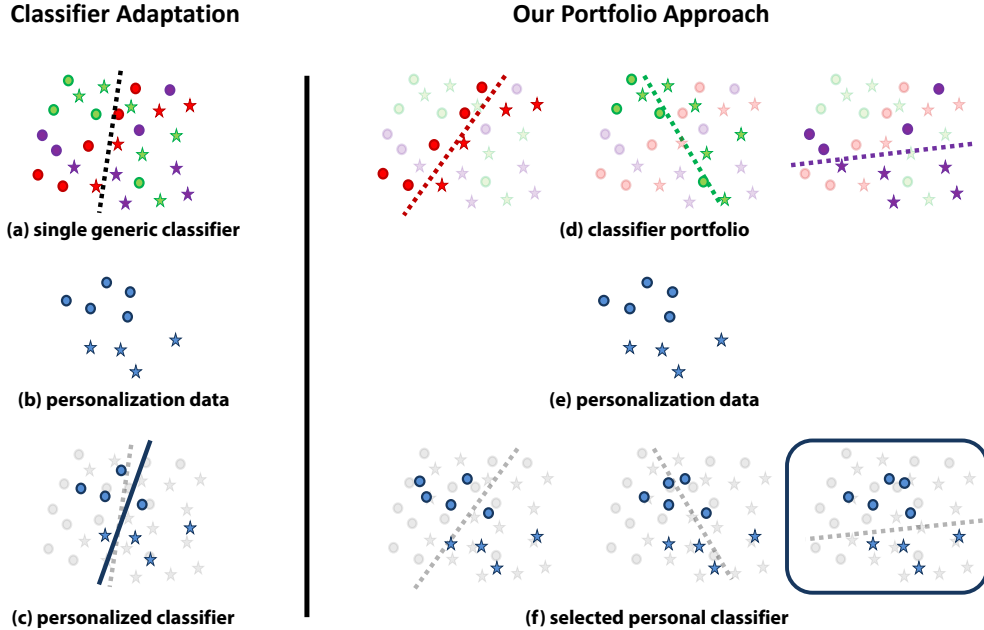 Classifier Adaptation
Our Portfolio Approach
(a) single generic classifier
(d) classifier portfolio
(b) personalization data
(e) personalization data
(c) personalized classifier
(f) selected personal classifier